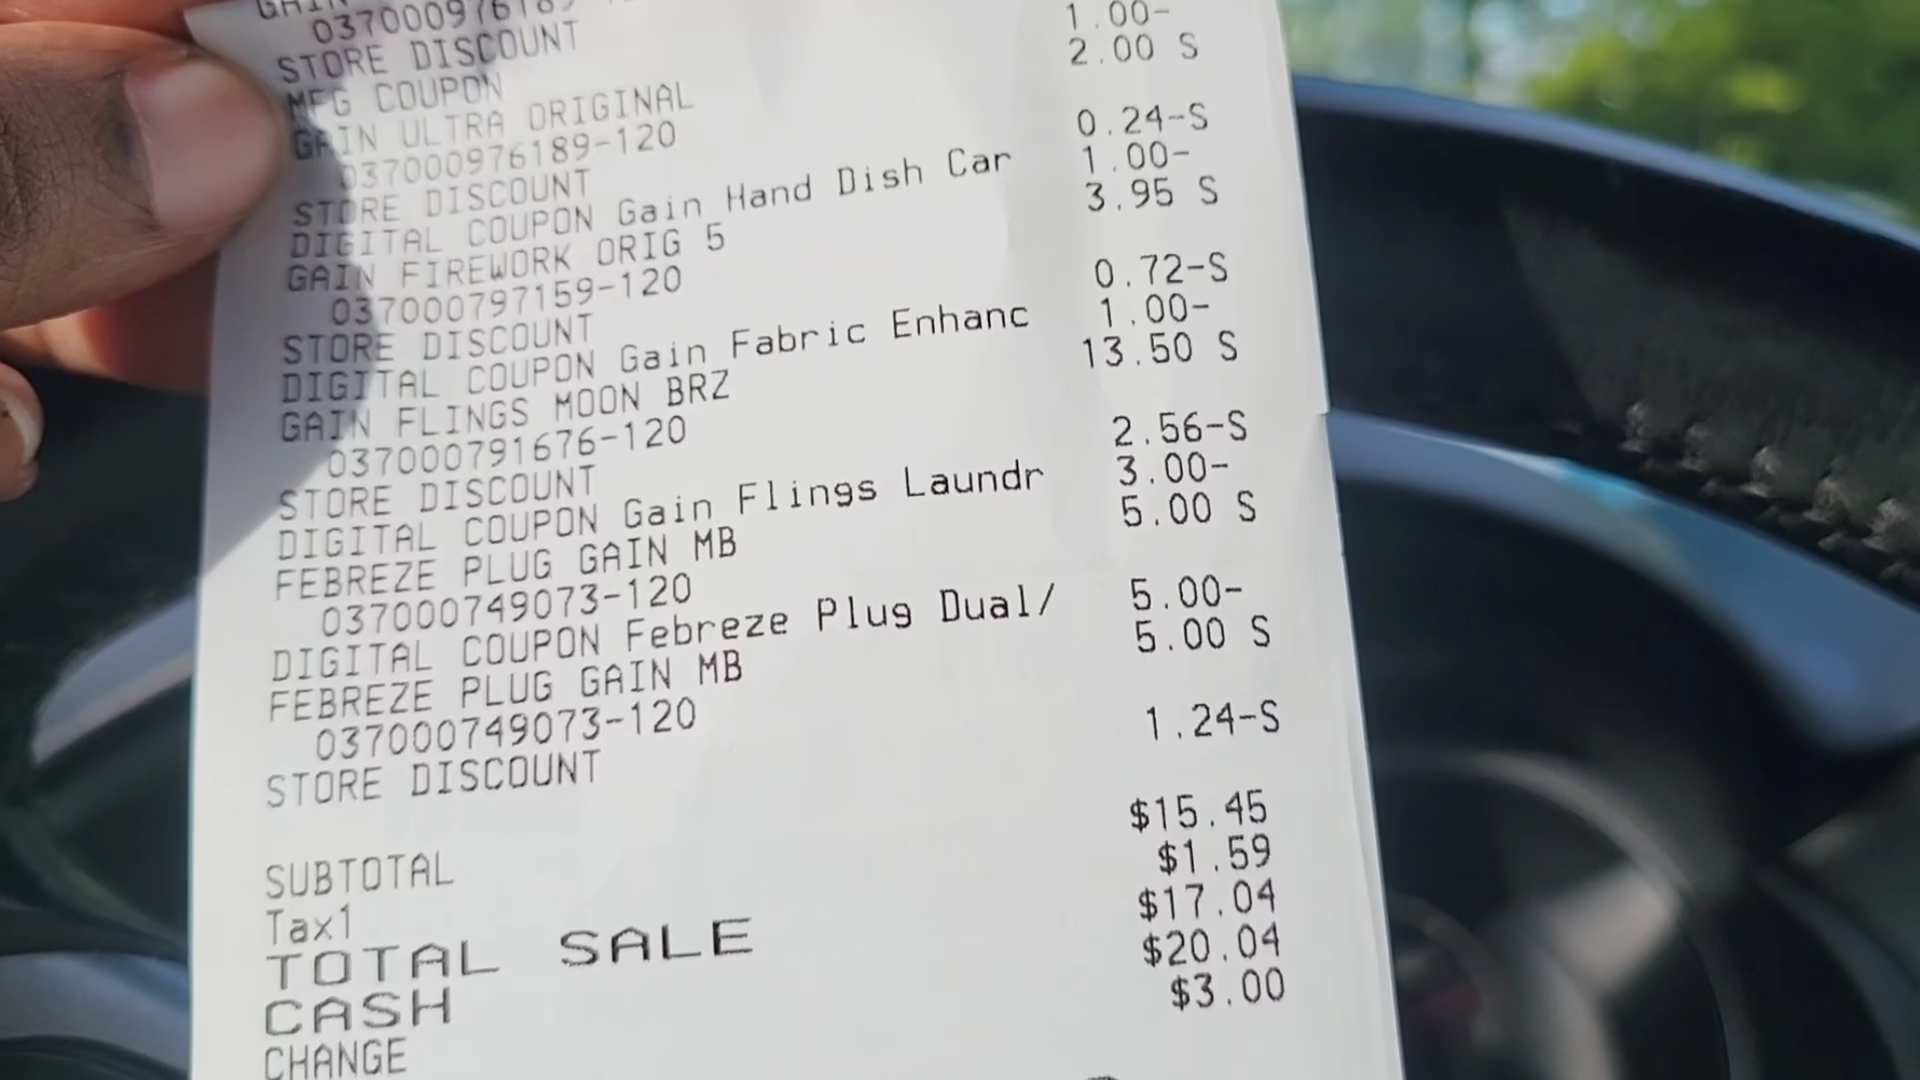 GAIN
037000976189
STORE DISCOUNT
MFG COUPON 1.00-
GAIN ULTRA ORIGINAL 2.00 S
037000976189-120
STORE DISCOUNT 0.24-S
DIGITAL COUPON Gain Hand Dish Car 1.00-
GAIN FIREWORK ORIG 5 3.95 S
037000797159-120
STORE DISCOUNT 0.72-S
DIGITAL COUPON Gain Fabric Enhanc 1.00-
GAIN FLINGS MOON BRZ 13.50 S
037000791676-120
STORE DISCOUNT 2.56-S
DIGITAL COUPON Gain Flings Laundr 3.00-
FEBREZE PLUG GAIN MB 5.00 S
037000749073-120
DIGITAL COUPON Febreze Plug Dual/ 5.00-
FEBREZE PLUG GAIN MB 5.00 S
037000749073-120
STORE DISCOUNT 1.24-S
SUBTOTAL $15.45
Tax1 $1.59
TOTAL SALE $17.04
CASH $20.04
CHANGE $3.00